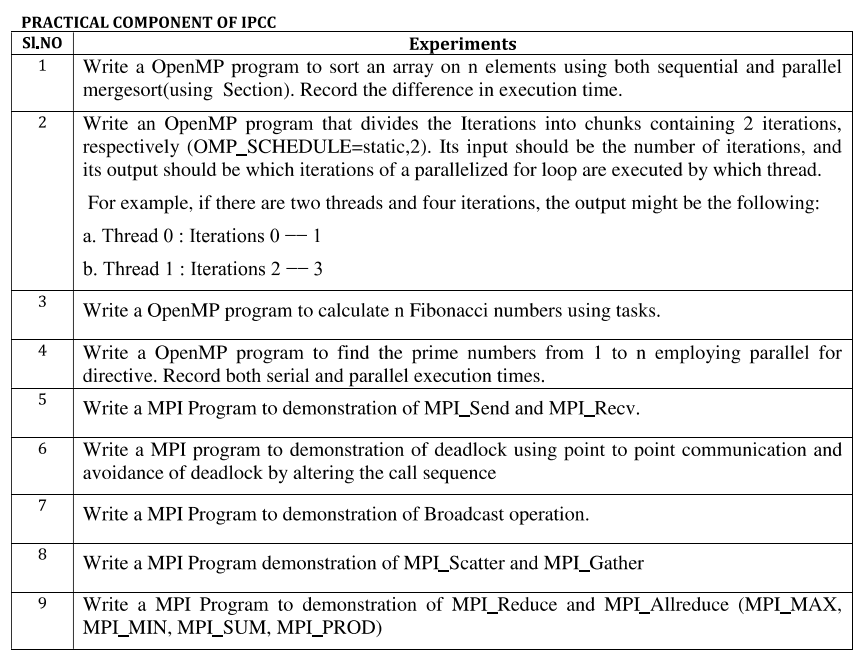 PRACTICAL COMPONENT OF IPCC
Sl.NO Experiments
1 Write a OpenMP program to sort an array on n elements using both sequential and parallel
mergesort(using Section). Record the difference in execution time.
2 Write an OpenMP program that divides the Iterations into chunks containing 2 iterations,
respectively (OMP_SCHEDULE=static,2). Its input should be the number of iterations, and
its output should be which iterations of a parallelized for loop are executed by which thread.
For example, if there are two threads and four iterations, the output might be the following:
a. Thread 0 : Iterations 0 −− 1
b. Thread 1 : Iterations 2 −− 3
3 Write a OpenMP program to calculate n Fibonacci numbers using tasks.
4 Write a OpenMP program to find the prime numbers from 1 to n employing parallel for
directive. Record both serial and parallel execution times.
5 Write a MPI Program to demonstration of MPI_Send and MPI_Recv.
6 Write a MPI program to demonstration of deadlock using point to point communication and
avoidance of deadlock by altering the call sequence
7 Write a MPI Program to demonstration of Broadcast operation.
8 Write a MPI Program demonstration of MPI_Scatter and MPI_Gather
9 Write a MPI Program to demonstration of MPI_Reduce and MPI_Allreduce (MPI_MAX,
MPI_MIN, MPI_SUM, MPI_PROD)